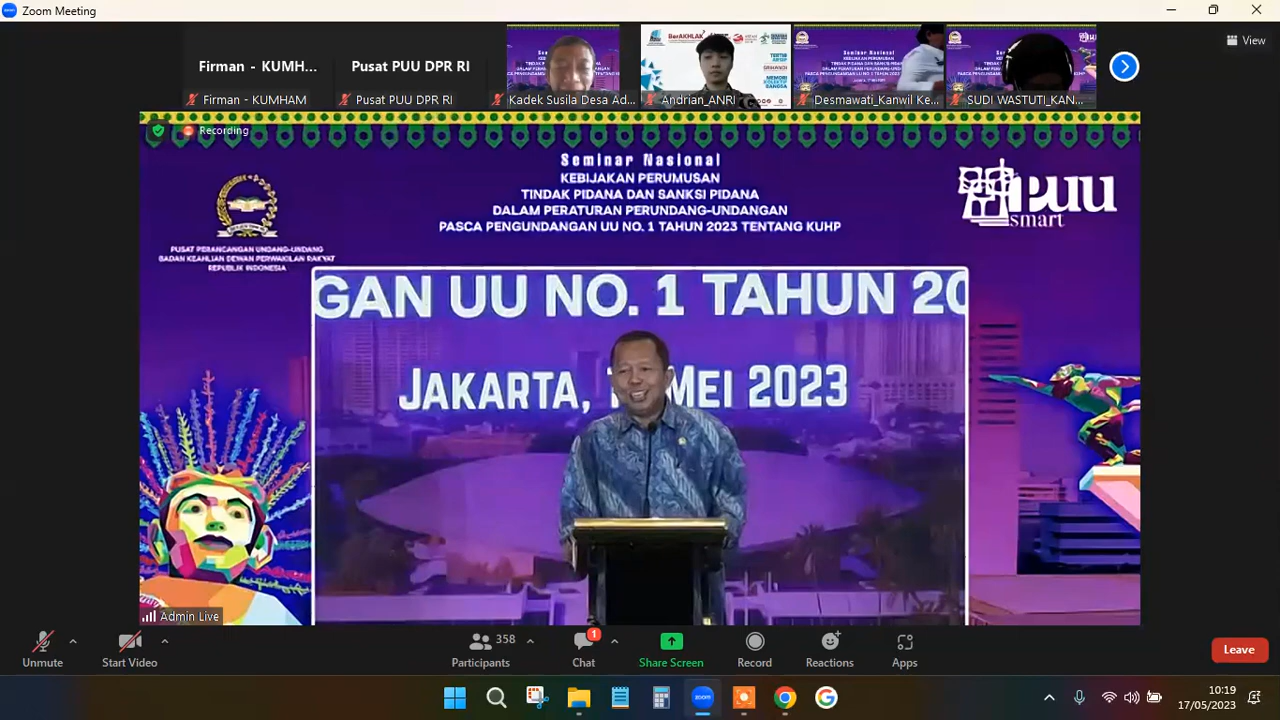 Zoom Meeting
View
Firman - KUMH...
Pusat PUU DPR RI
Firman - KUMHAM
Pusat PUU DPR RI
Kadek Susila Desa Ad...
BerAKHLAK
Andrian_ANRI
Seminar Nasional
Desmawati_Kanwil Ke...
SUDI WASTUTI_KAN...
Recording
Seminar Nasional
KEBIJAKAN PERUMUSAN
TINDAK PIDANA DAN SANKSI PIDANA
DALAM PERATURAN PERUNDANG-UNDANGAN
PASCA PENGUNDANGAN UU NO. 1 TAHUN 2023 TENTANG KUHP
PUSAT PERANCANGAN UNDANG-UNDANG
BADAN KEAHLIAN DEWAN PERWAKILAN RAKYAT
REPUBLIK INDONESIA
PUU
smart
GAN UU NO. 1 TAHUN 20
JAKARTA, MEI 2023
Admin Live
Unmute
Start Video
358
Participants
1
Chat
Share Screen
Record
Reactions
Apps
Leave
zoom
10:19
17/05/2023